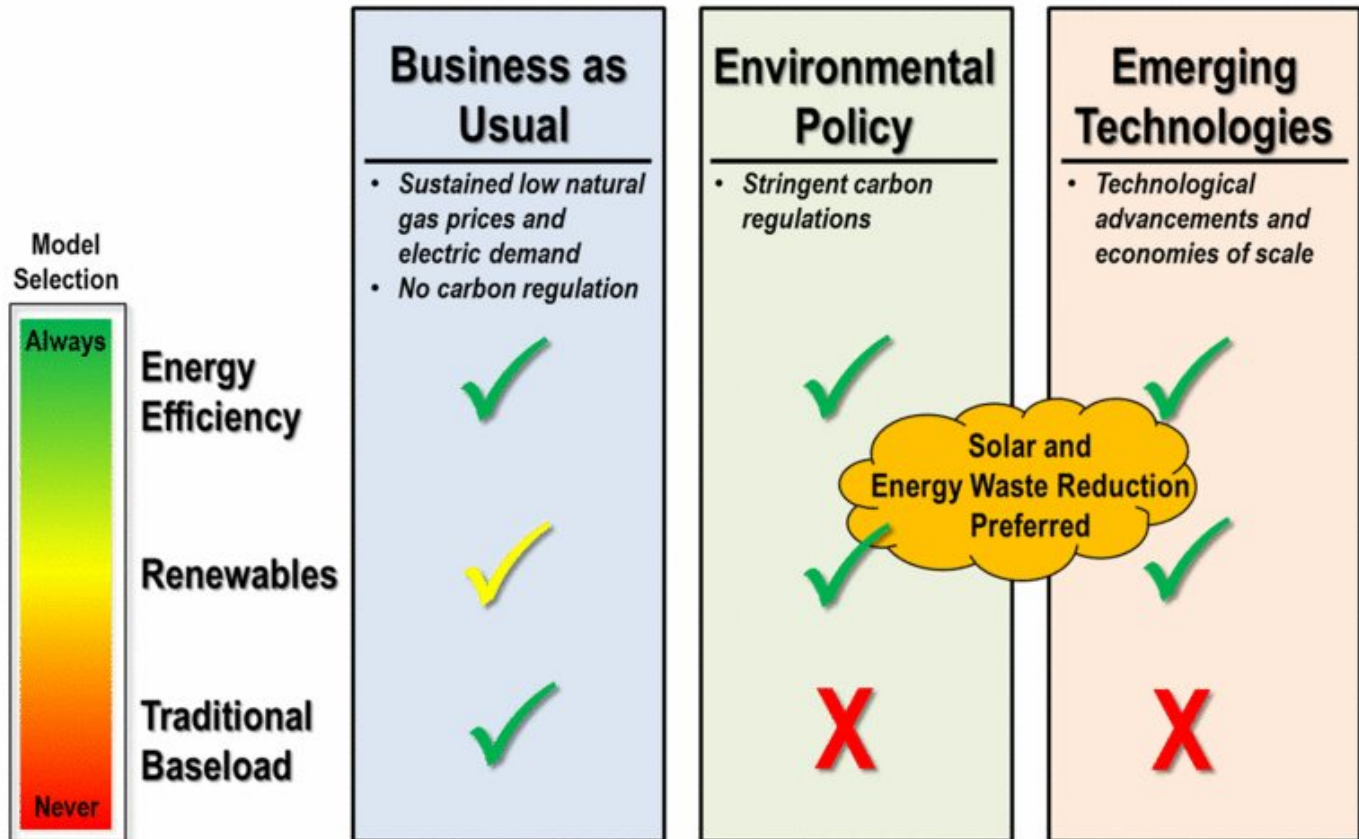 Business as
Usual
• Sustained low natural
gas prices and
electric demand
• No carbon regulation
Environmental
Policy
• Stringent carbon
regulations
Emerging
Technologies
• Technological
advancements and
economies of scale
Model
Selection
Always
Never
Energy
Efficiency
Renewables
Traditional
Baseload
Solar and
Energy Waste Reduction
Preferred
X
X